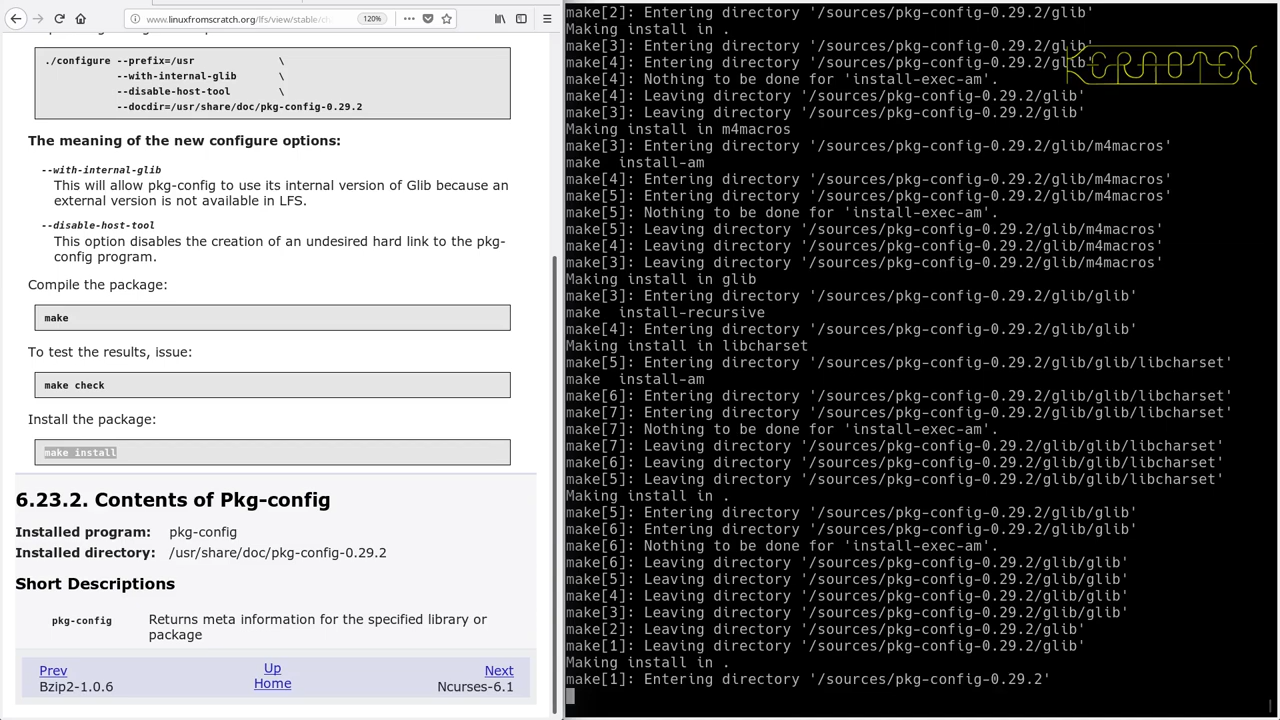 www.linuxfromscratch.org/lfs/view/stable/ch
120%
./configure --prefix=/usr \
--with-internal-glib \
--disable-host-tool \
--docdir=/usr/share/doc/pkg-config-0.29.2
The meaning of the new configure options:
--with-internal-glib
This will allow pkg-config to use its internal version of Glib because an
external version is not available in LFS.
--disable-host-tool
This option disables the creation of an undesired hard link to the pkg-
config program.
Compile the package:
make
To test the results, issue:
make check
Install the package:
make install
6.23.2. Contents of Pkg-config
Installed program: pkg-config
Installed directory: /usr/share/doc/pkg-config-0.29.2
Short Descriptions
pkg-config Returns meta information for the specified library or
package
Prev Up Next
Bzip2-1.0.6 Home Ncurses-6.1
make[2]: Entering directory '/sources/pkg-config-0.29.2/glib'
Making install in .
make[3]: Entering directory '/sources/pkg-config-0.29.2/glib'
make[4]: Entering directory '/sources/pkg-config-0.29.2/glib'
make[4]: Nothing to be done for 'install-exec-am'.
make[4]: Leaving directory '/sources/pkg-config-0.29.2/glib'
make[3]: Leaving directory '/sources/pkg-config-0.29.2/glib'
Making install in m4macros
make[3]: Entering directory '/sources/pkg-config-0.29.2/glib/m4macros'
make  install-am
make[4]: Entering directory '/sources/pkg-config-0.29.2/glib/m4macros'
make[5]: Entering directory '/sources/pkg-config-0.29.2/glib/m4macros'
make[5]: Nothing to be done for 'install-exec-am'.
make[5]: Leaving directory '/sources/pkg-config-0.29.2/glib/m4macros'
make[4]: Leaving directory '/sources/pkg-config-0.29.2/glib/m4macros'
make[3]: Leaving directory '/sources/pkg-config-0.29.2/glib/m4macros'
Making install in glib
make[3]: Entering directory '/sources/pkg-config-0.29.2/glib/glib'
make  install-recursive
make[4]: Entering directory '/sources/pkg-config-0.29.2/glib/glib'
Making install in libcharset
make[5]: Entering directory '/sources/pkg-config-0.29.2/glib/glib/libcharset'
make  install-am
make[6]: Entering directory '/sources/pkg-config-0.29.2/glib/glib/libcharset'
make[7]: Entering directory '/sources/pkg-config-0.29.2/glib/glib/libcharset'
make[7]: Nothing to be done for 'install-exec-am'.
make[7]: Leaving directory '/sources/pkg-config-0.29.2/glib/glib/libcharset'
make[6]: Leaving directory '/sources/pkg-config-0.29.2/glib/glib/libcharset'
make[5]: Leaving directory '/sources/pkg-config-0.29.2/glib/glib/libcharset'
Making install in .
make[5]: Entering directory '/sources/pkg-config-0.29.2/glib/glib'
make[6]: Entering directory '/sources/pkg-config-0.29.2/glib/glib'
make[6]: Nothing to be done for 'install-exec-am'.
make[6]: Leaving directory '/sources/pkg-config-0.29.2/glib/glib'
make[5]: Leaving directory '/sources/pkg-config-0.29.2/glib/glib'
make[4]: Leaving directory '/sources/pkg-config-0.29.2/glib/glib'
make[3]: Leaving directory '/sources/pkg-config-0.29.2/glib/glib'
make[2]: Leaving directory '/sources/pkg-config-0.29.2/glib'
make[1]: Leaving directory '/sources/pkg-config-0.29.2/glib'
Making install in .
make[1]: Entering directory '/sources/pkg-config-0.29.2'